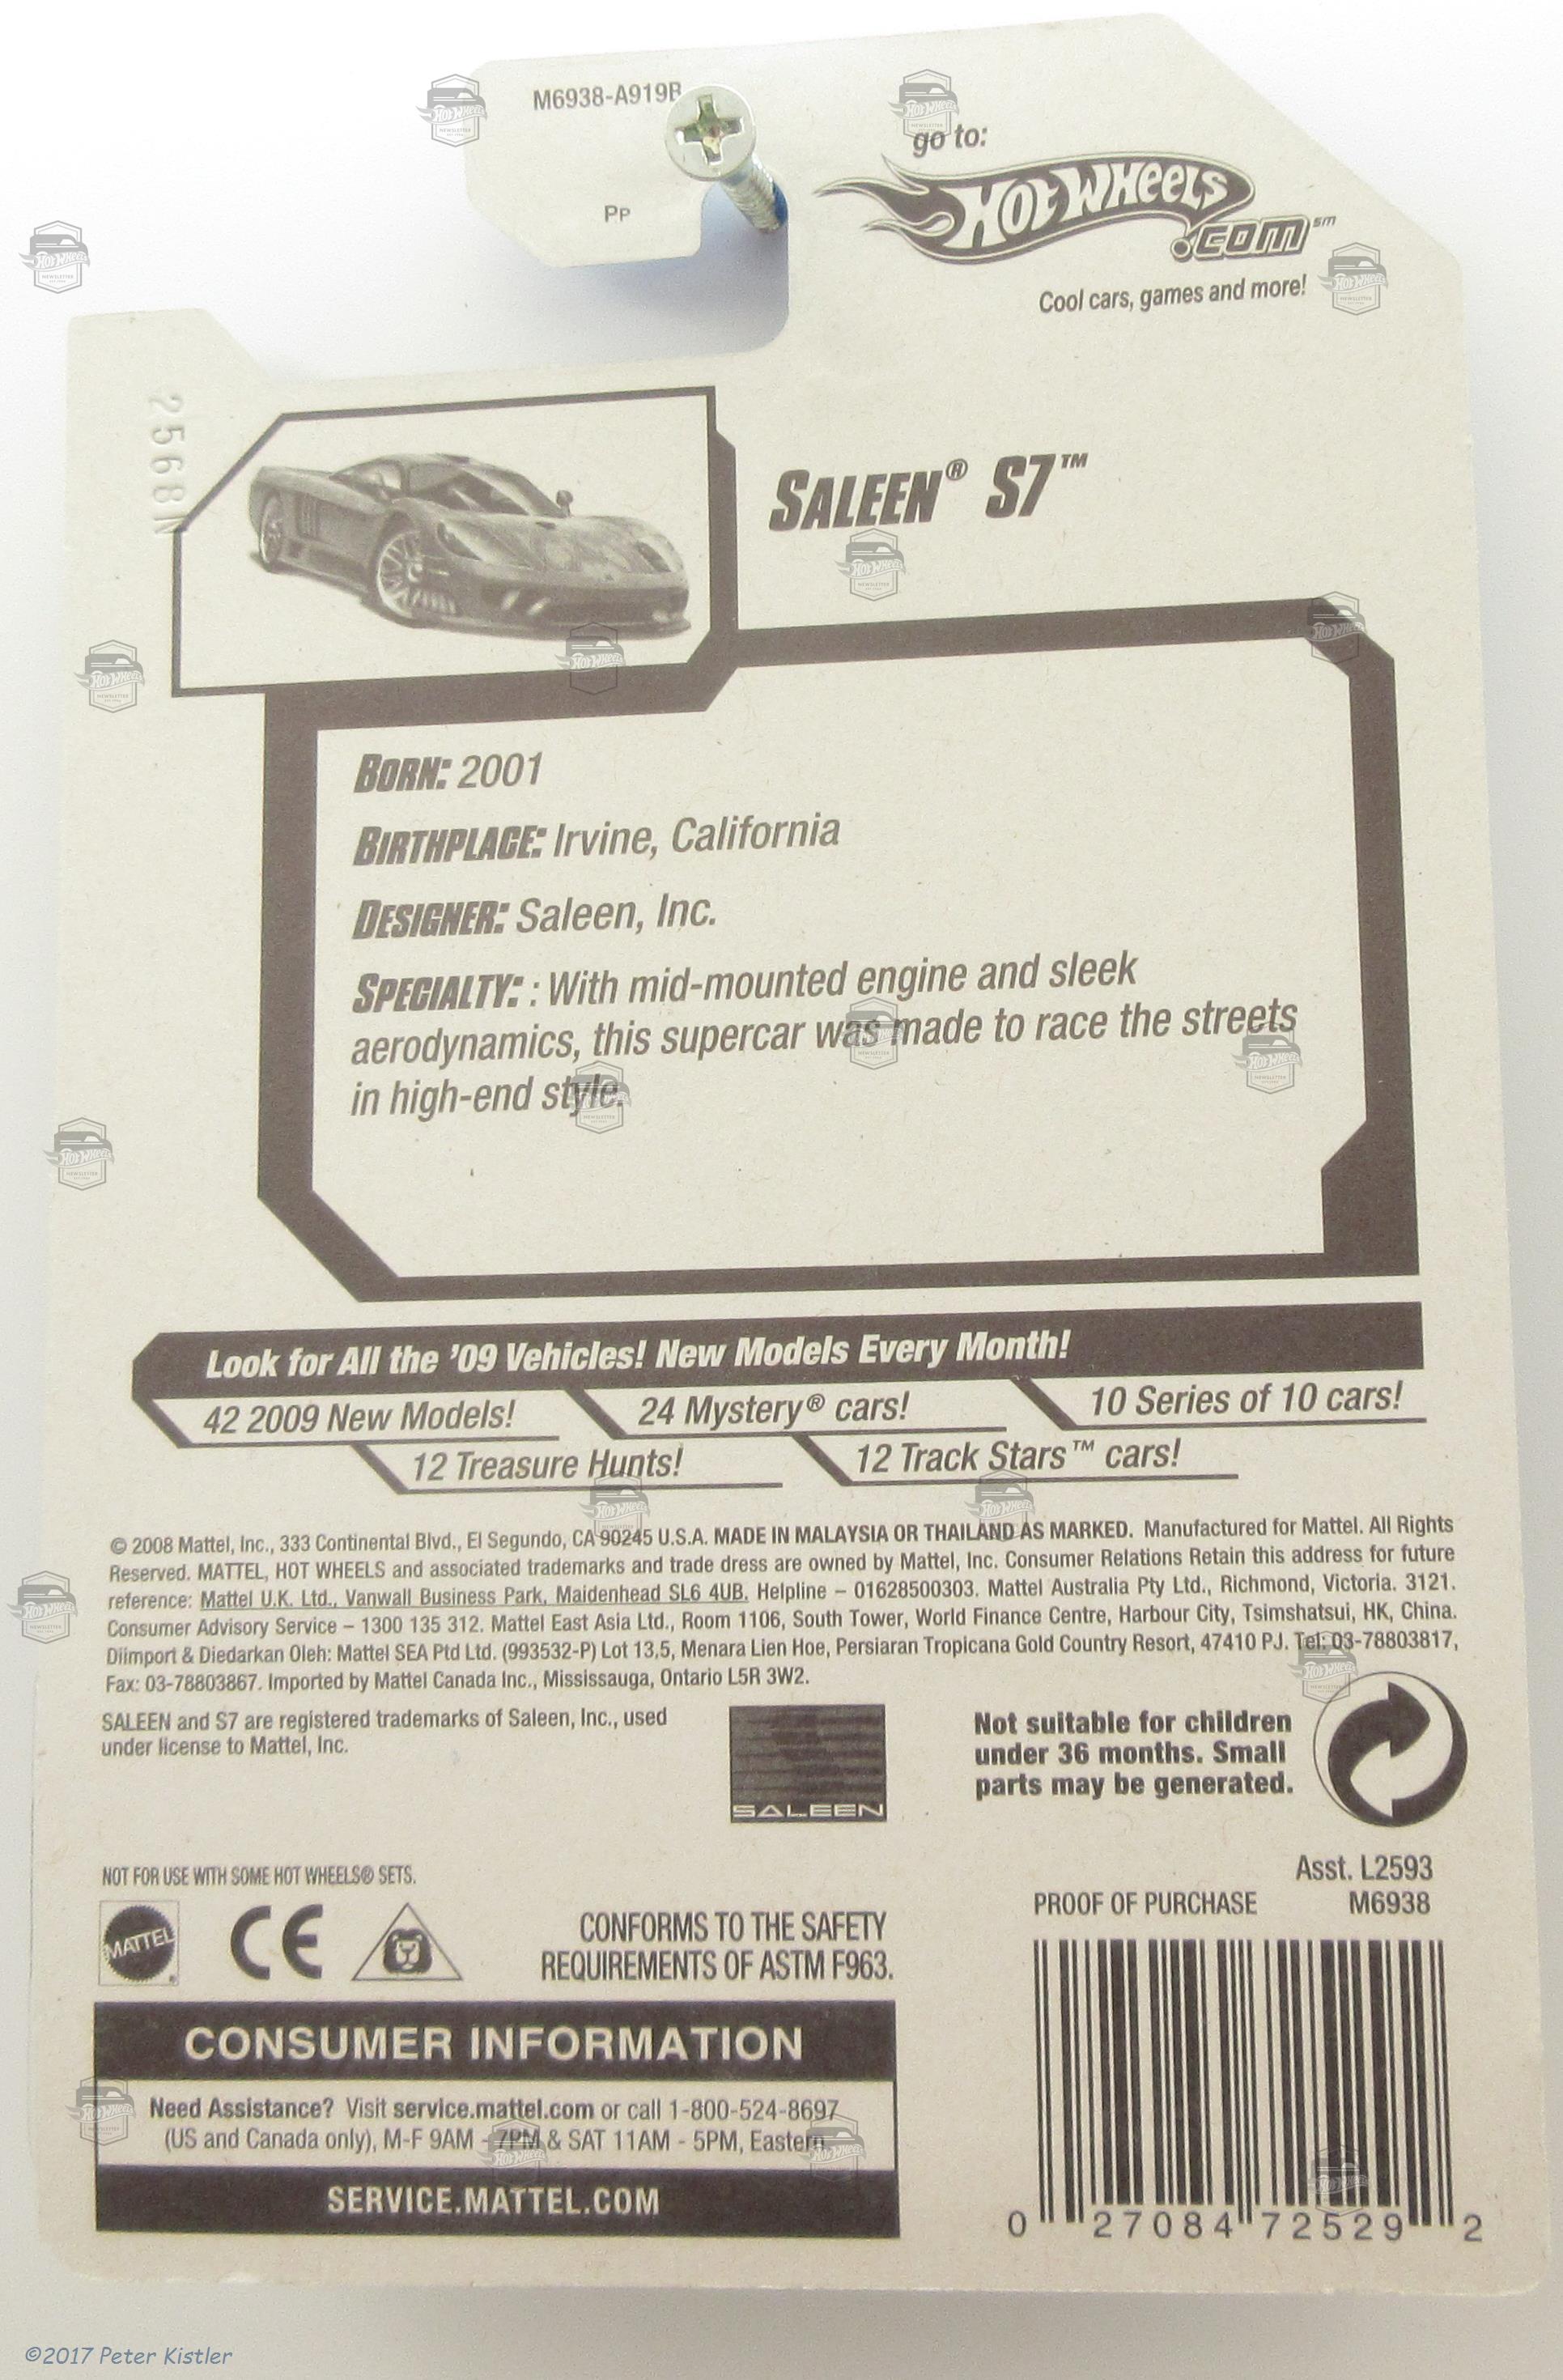 M6938-A919B
PP
go to:
HOT WHEELS
.COM℠
Cool cars, games and more!
2568
SALEEN® S7™
BORN: 2001
BIRTHPLACE: Irvine, California
DESIGNER: Saleen, Inc.
SPECIALTY: : With mid-mounted engine and sleek
aerodynamics, this supercar was made to race the streets
in high-end style.
Look for All the '09 Vehicles! New Models Every Month!
42 2009 New Models!
24 Mystery® cars!
10 Series of 10 cars!
12 Treasure Hunts!
12 Track Stars™ cars!
© 2008 Mattel, Inc., 333 Continental Blvd., El Segundo, CA 90245 U.S.A. MADE IN MALAYSIA OR THAILAND AS MARKED. Manufactured for Mattel. All Rights
Reserved. MATTEL, HOT WHEELS and associated trademarks and trade dress are owned by Mattel, Inc. Consumer Relations Retain this address for future
reference: Mattel U.K. Ltd., Vanwall Business Park, Maidenhead SL6 4UB. Helpline – 01628500303. Mattel Australia Pty Ltd., Richmond, Victoria. 3121.
Consumer Advisory Service – 1300 135 312. Mattel East Asia Ltd., Room 1106, South Tower, World Finance Centre, Harbour City, Tsimshatsui, HK, China.
Diimport & Diedarkan Oleh: Mattel SEA Ptd Ltd. (993532-P) Lot 13,5, Menara Lien Hoe, Persiaran Tropicana Gold Country Resort, 47410 PJ. Tel: 03-78803817,
Fax: 03-78803867. Imported by Mattel Canada Inc., Mississauga, Ontario L5R 3W2.
SALEEN and S7 are registered trademarks of Saleen, Inc., used
under license to Mattel, Inc.
SALEEN
Not suitable for children
under 36 months. Small
parts may be generated.
NOT FOR USE WITH SOME HOT WHEELS® SETS.
MATTEL
CE
CONFORMS TO THE SAFETY
REQUIREMENTS OF ASTM F963.
Asst. L2593
PROOF OF PURCHASE M6938
CONSUMER INFORMATION
Need Assistance? Visit service.mattel.com or call 1-800-524-8697
(US and Canada only), M-F 9AM - 7PM & SAT 11AM - 5PM, Eastern
SERVICE.MATTEL.COM
0 27084 72529 2
©2017 Peter Kistler